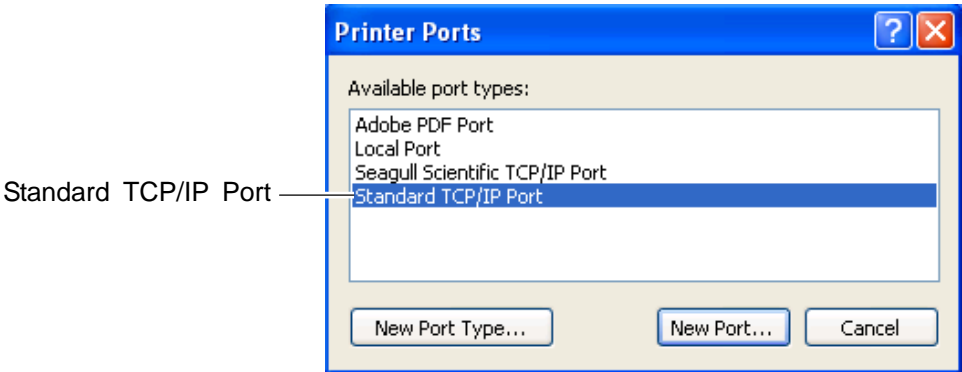 Printer Ports
Available port types:
Adobe PDF Port
Local Port
Seagull Scientific TCP/IP Port
Standard TCP/IP Port
Standard TCP/IP Port
New Port Type...
New Port...
Cancel